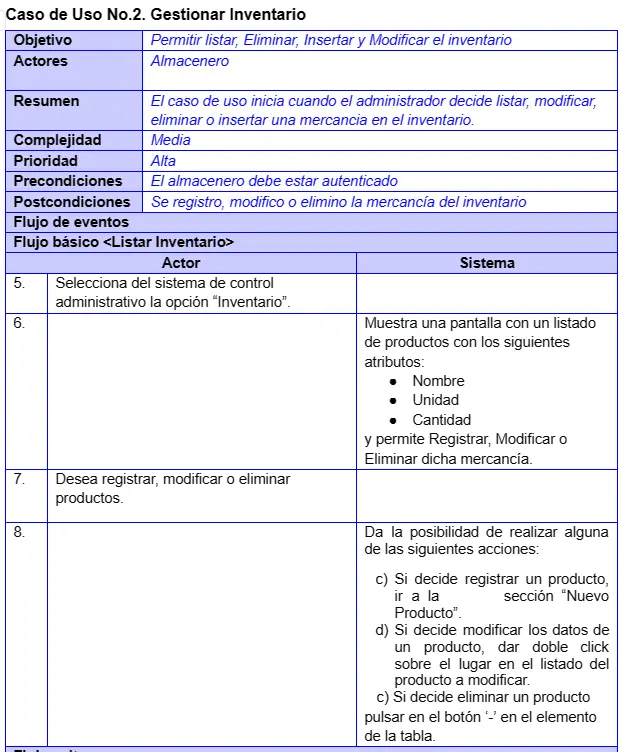 Caso de Uso No.2. Gestionar Inventario
Objetivo Permitir listar, Eliminar, Insertar y Modificar el inventario
Actores Almacenero
Resumen El caso de uso inicia cuando el administrador decide listar, modificar,
eliminar o insertar una mercancia en el inventario.
Complejidad Media
Prioridad Alta
Precondiciones El almacenero debe estar autenticado
Postcondiciones Se registro, modifico o elimino la mercancía del inventario
Flujo de eventos
Flujo básico <Listar Inventario>
Actor Sistema
5. Selecciona del sistema de control
administrativo la opción “Inventario”.
6. Muestra una pantalla con un listado
de productos con los siguientes
atributos:
● Nombre
● Unidad
● Cantidad
y permite Registrar, Modificar o
Eliminar dicha mercancía.
7. Desea registrar, modificar o eliminar
productos.
8. Da la posibilidad de realizar alguna
de las siguientes acciones:
c) Si decide registrar un producto,
ir a la sección “Nuevo
Producto”.
d) Si decide modificar los datos de
un producto, dar doble click
sobre el lugar en el listado del
producto a modificar.
c) Si decide eliminar un producto
pulsar en el botón ‘-’ en el elemento
de la tabla.